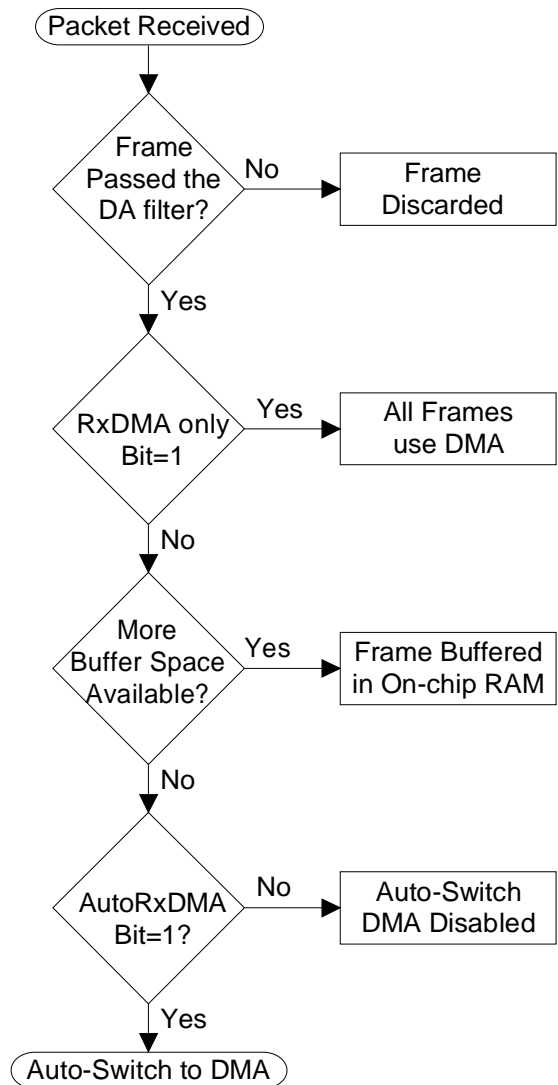 Packet Received
Frame
Passed the
DA filter?
No
Frame
Discarded
Yes
RxDMA only
Bit=1
Yes
All Frames
use DMA
No
More
Buffer Space
Available?
Yes
Frame Buffered
in On-chip RAM
No
AutoRxDMA
Bit=1?
No
Auto-Switch
DMA Disabled
Yes
Auto-Switch to DMA